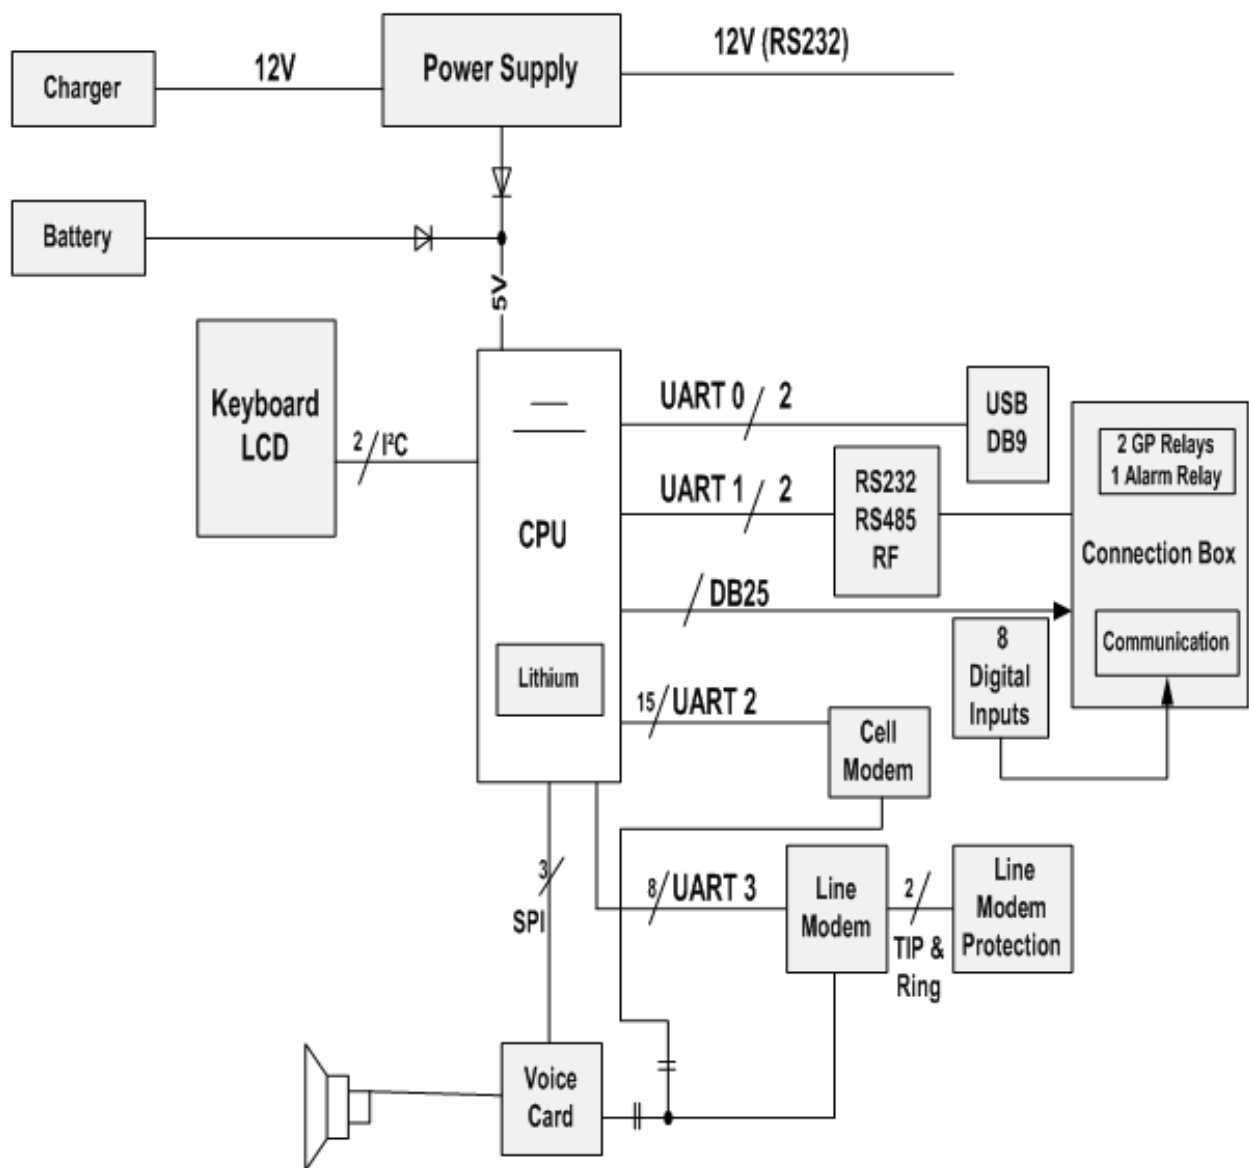 12V (RS232)
Power Supply
12V
Charger
Battery
5V
Keyboard
LCD
2
I²C
CPU
Lithium
UART 0
2
USB
DB9
UART 1
2
RS232
RS485
RF
2 GP Relays
1 Alarm Relay
Connection Box
DB25
Communication
8
Digital
Inputs
15
UART 2
Cell
Modem
3
SPI
8
UART 3
Line
Modem
2
TIP &
Ring
Line
Modem
Protection
Voice
Card